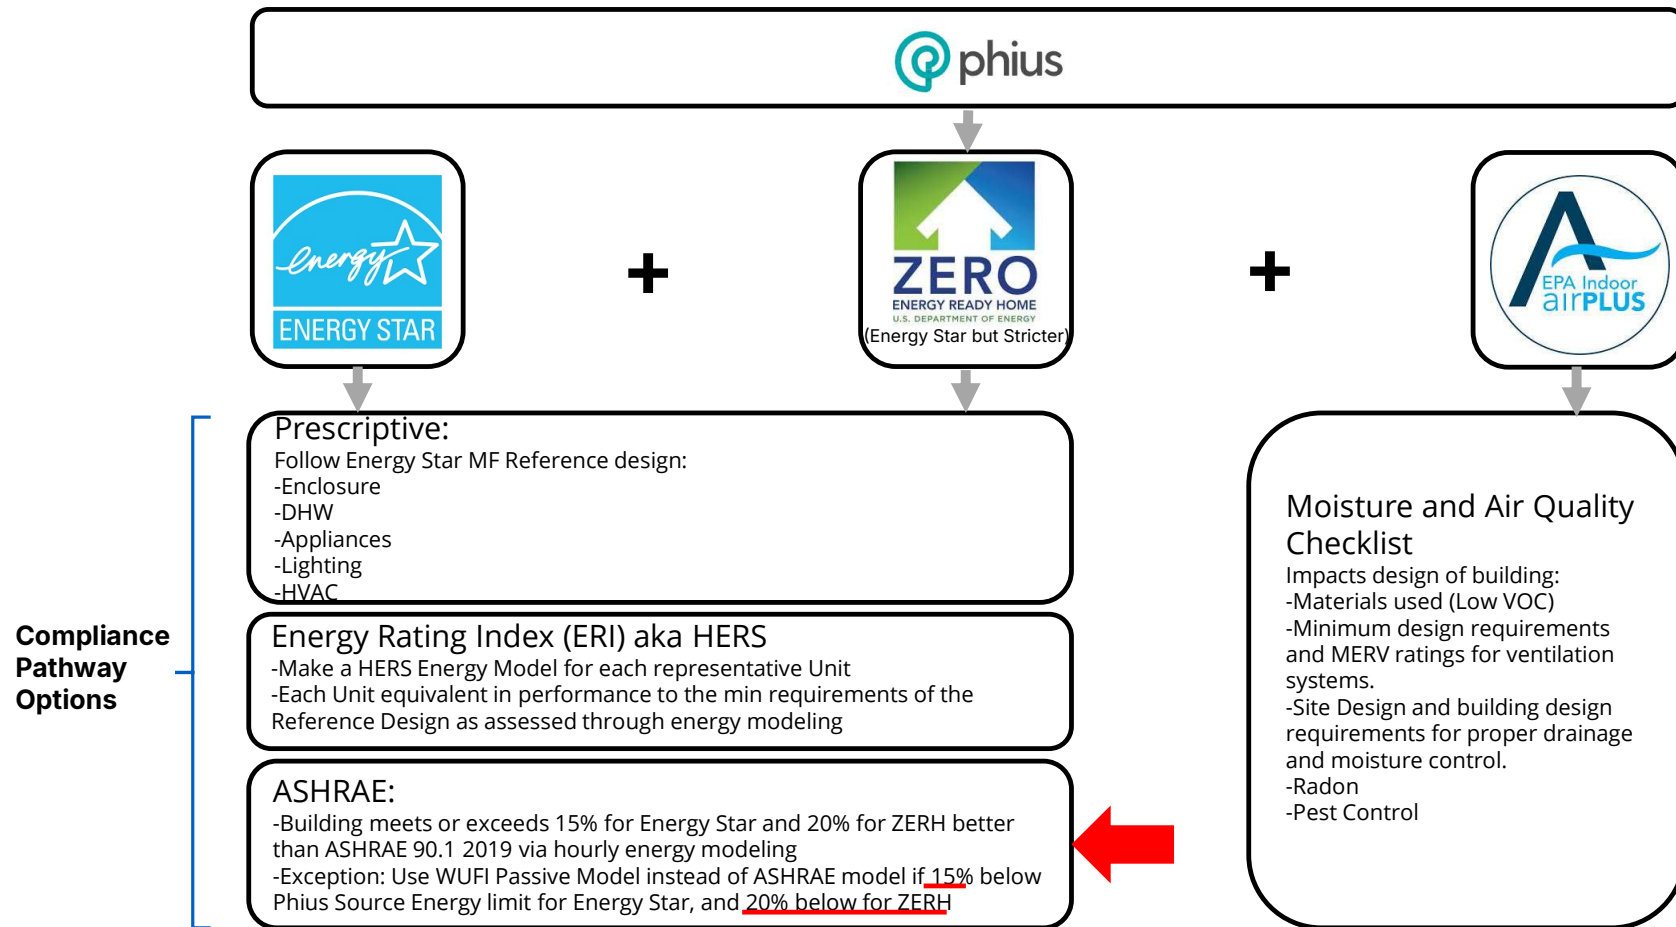 phius
energy
ENERGY STAR
+
ZERO
ENERGY READY HOME
U.S. DEPARTMENT OF ENERGY
(Energy Star but Stricter)
+
EPA Indoor
airPLUS
Compliance
Pathway
Options
Prescriptive:
Follow Energy Star MF Reference design:
-Enclosure
-DHW
-Appliances
-Lighting
-HVAC
Energy Rating Index (ERI) aka HERS
-Make a HERS Energy Model for each representative Unit
-Each Unit equivalent in performance to the min requirements of the
Reference Design as assessed through energy modeling
ASHRAE:
-Building meets or exceeds 15% for Energy Star and 20% for ZERH better
than ASHRAE 90.1 2019 via hourly energy modeling
-Exception: Use WUFI Passive Model instead of ASHRAE model if 15% below
Phius Source Energy limit for Energy Star, and 20% below for ZERH
Moisture and Air Quality
Checklist
Impacts design of building:
-Materials used (Low VOC)
-Minimum design requirements
and MERV ratings for ventilation
systems.
-Site Design and building design
requirements for proper drainage
and moisture control.
-Radon
-Pest Control